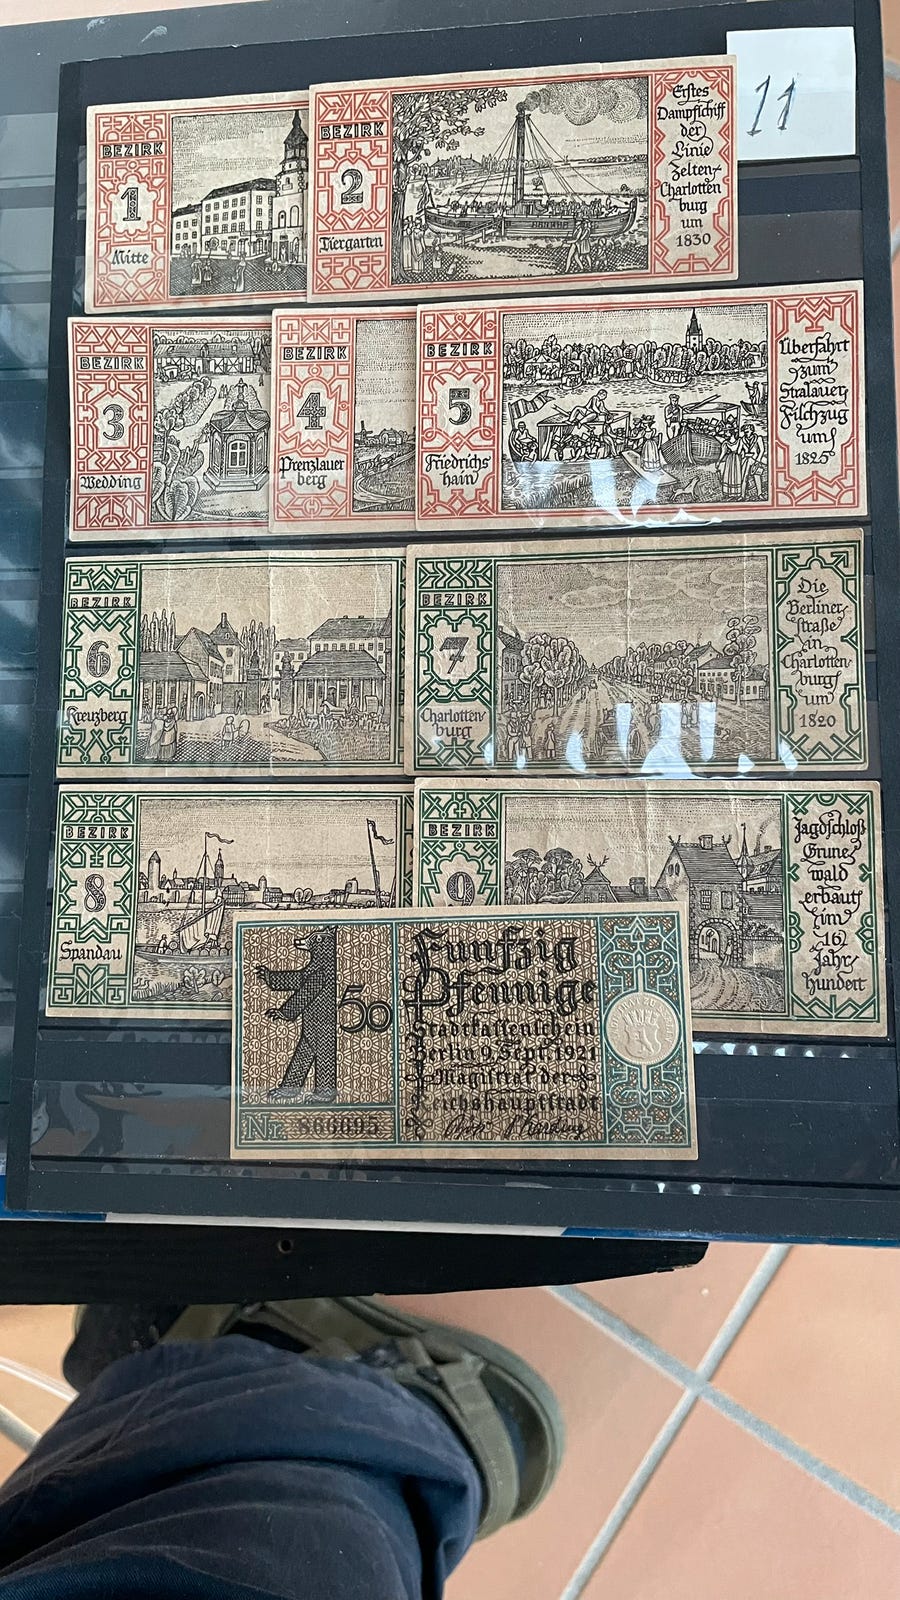 11
BEZIRK
1
Mitte
BEZIRK
2
Tiergarten
Erstes
Dampfschiff
der
Linie
Zelten-
Charlotten
burg
um
1830
BEZIRK
3
Wedding
BEZIRK
4
Prenzlauer
berg
BEZIRK
5
Friedrichs
hain
Überfahrt
zum
Stralauer
Fischzug
um
1825
BEZIRK
6
Kreuzberg
BEZIRK
7
Charlotten
burg
Die
Berliner
straße
in
Charlotten-
burg
um
1820
BEZIRK
8
Spandau
BEZIRK
9
Jagdschloß
Grune
wald
erbaut
im
16
Jahr
hundert
50
Funfzig
Pfennige
Stadtkassenschein
Berlin 9. Sept. 1921
Magistrat der
Reichshauptstadt
Nr. 866695